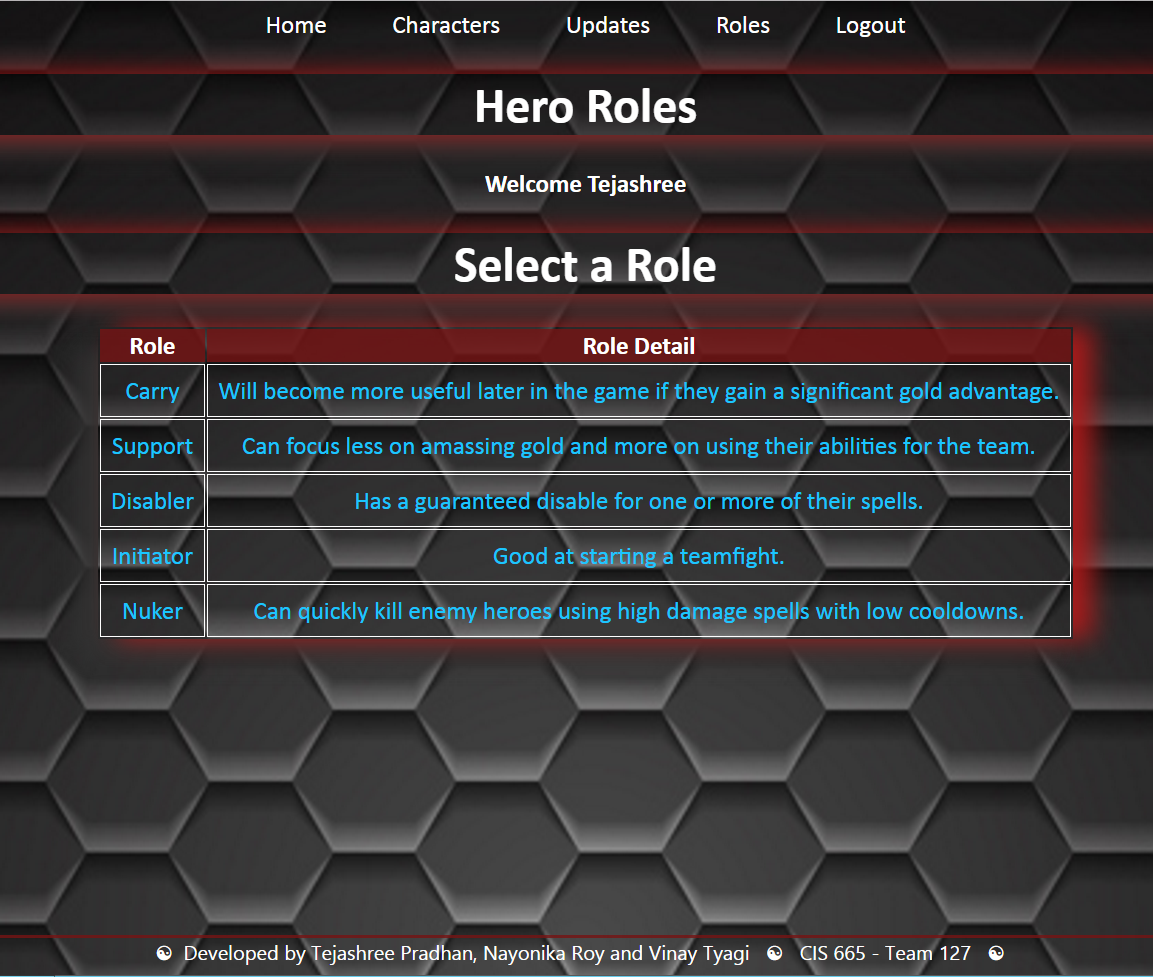 Home Characters Updates Roles Logout
Hero Roles
Welcome Tejashree
Select a Role
Role Role Detail
Carry Will become more useful later in the game if they gain a significant gold advantage.
Support Can focus less on amassing gold and more on using their abilities for the team.
Disabler Has a guaranteed disable for one or more of their spells.
Initiator Good at starting a teamfight.
Nuker Can quickly kill enemy heroes using high damage spells with low cooldowns.
☯ Developed by Tejashree Pradhan, Nayonika Roy and Vinay Tyagi ☯ CIS 665 - Team 127 ☯